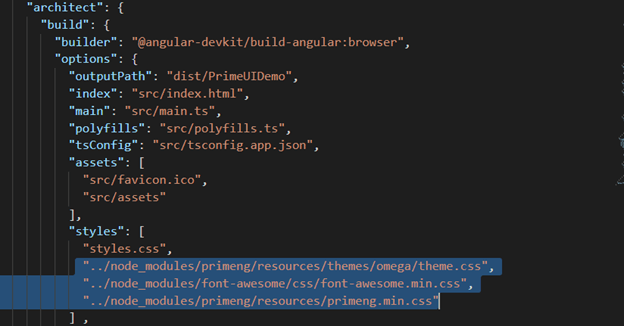 "architect": {
"build": {
"builder": "@angular-devkit/build-angular:browser",
"options": {
"outputPath": "dist/PrimeUIDemo",
"index": "src/index.html",
"main": "src/main.ts",
"polyfills": "src/polyfills.ts",
"tsConfig": "src/tsconfig.app.json",
"assets": [
"src/favicon.ico",
"src/assets"
],
"styles": [
"styles.css",
"../node_modules/primeng/resources/themes/omega/theme.css",
"../node_modules/font-awesome/css/font-awesome.min.css",
"../node_modules/primeng/resources/primeng.min.css"
] ,